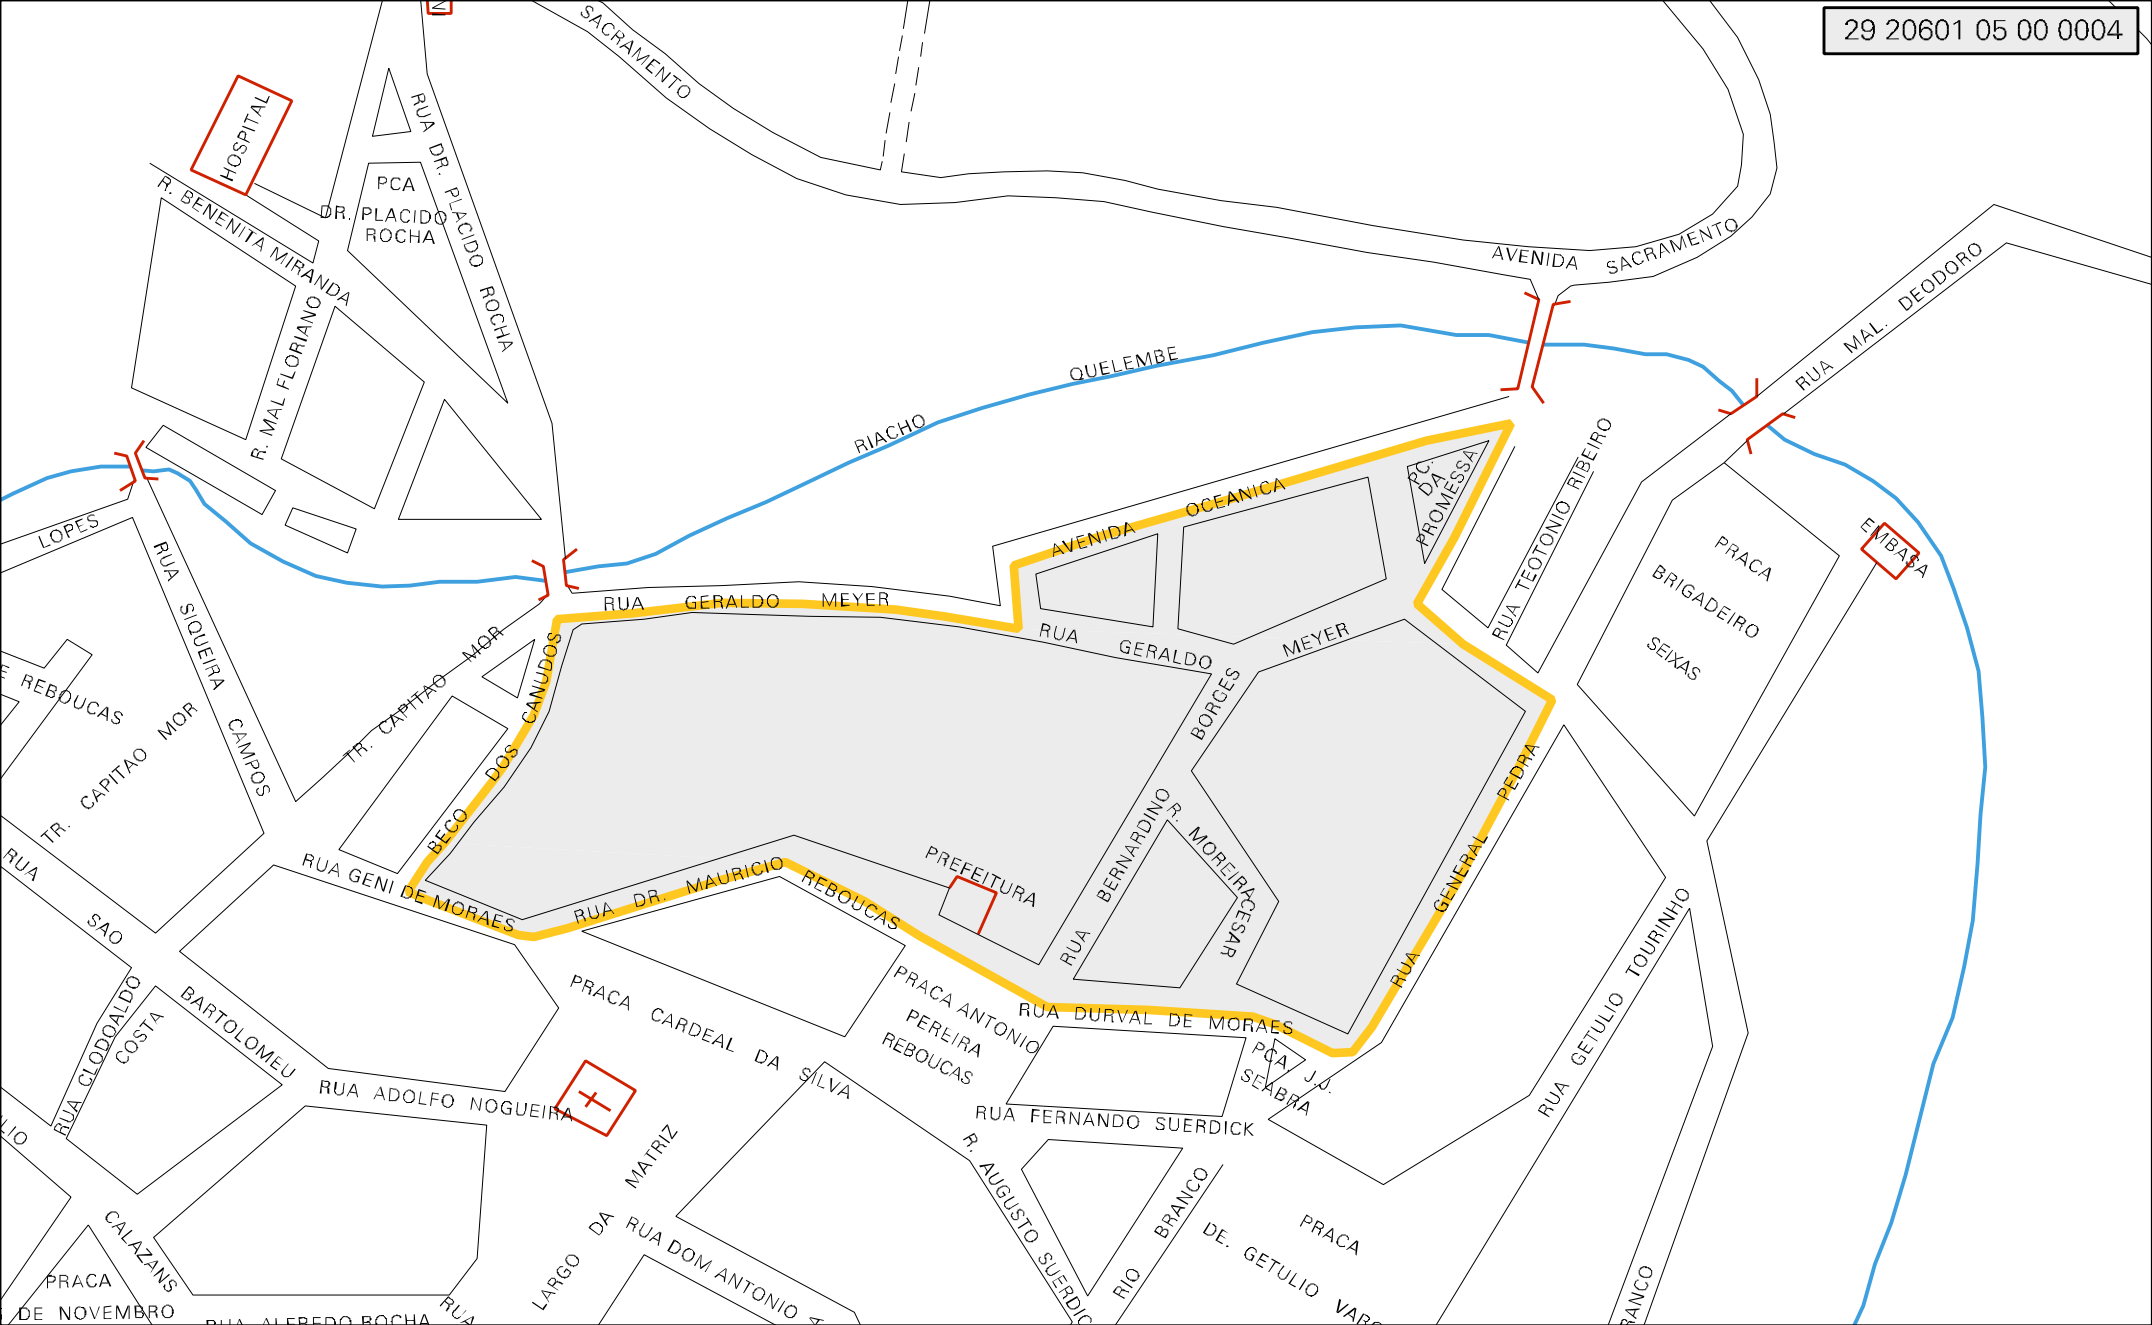 29 20601 05 00 0004
SACRAMENTO
HOSPITAL
RUA DR. PLACIDO ROCHA
PCA
DR. PLACIDO
ROCHA
R. BENENITA MIRANDA
R. MAL FLORIANO
AVENIDA SACRAMENTO
RUA MAL. DEODORO
RIACHO QUELEMBE
LOPES
RUA SIQUEIRA CAMPOS
AVENIDA OCEANICA
PC.
DA
PROMESSA
RUA TEOTONIO RIBEIRO
PRACA
BRIGADEIRO
SEIXAS
EMBASA
RUA GERALDO MEYER
RUA GERALDO MEYER
TR. CAPITAO MOR
BECO DOS CANUDOS
E REBOUCAS
TR. CAPITAO MOR
RUA BERNARDINO BORGES
R. MOREIRA CESAR
RUA GENERAL PEDRA
PREFEITURA
RUA GENI DE MORAES
RUA DR. MAURICIO REBOUCAS
RUA SAO BARTOLOMEU
RUA CLODOALDO
COSTA
PRACA CARDEAL DA SILVA
PRACA ANTONIO
PEREIRA
REBOUCAS
RUA DURVAL DE MORAES
PCA. J.J.
SEABRA
RUA GETULIO TOURINHO
RUA ADOLFO NOGUEIRA
RUA FERNANDO SUERDICK
LIO
CALAZANS
LARGO DA MATRIZ
RUA DOM ANTONIO
R. AUGUSTO SUERDIC
RIO BRANCO
PRACA
DE. GETULIO VARG
PRACA
DE NOVEMBRO
RUA ALFREDO ROCHA
RUA
ANCO